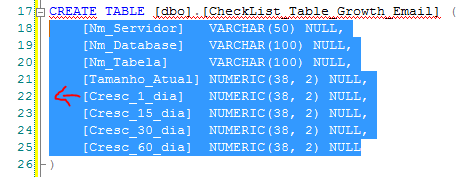 17 CREATE TABLE [dbo].[CheckList_Table_Growth_Email] (
18 [Nm_Servidor] VARCHAR(50) NULL,
19 [Nm_Database] VARCHAR(100) NULL,
20 [Nm_Tabela] VARCHAR(100) NULL,
21 [Tamanho_Atual] NUMERIC(38, 2) NULL,
22 [Cresc_1_dia] NUMERIC(38, 2) NULL,
23 [Cresc_15_dia] NUMERIC(38, 2) NULL,
24 [Cresc_30_dia] NUMERIC(38, 2) NULL,
25 [Cresc_60_dia] NUMERIC(38, 2) NULL
26 )